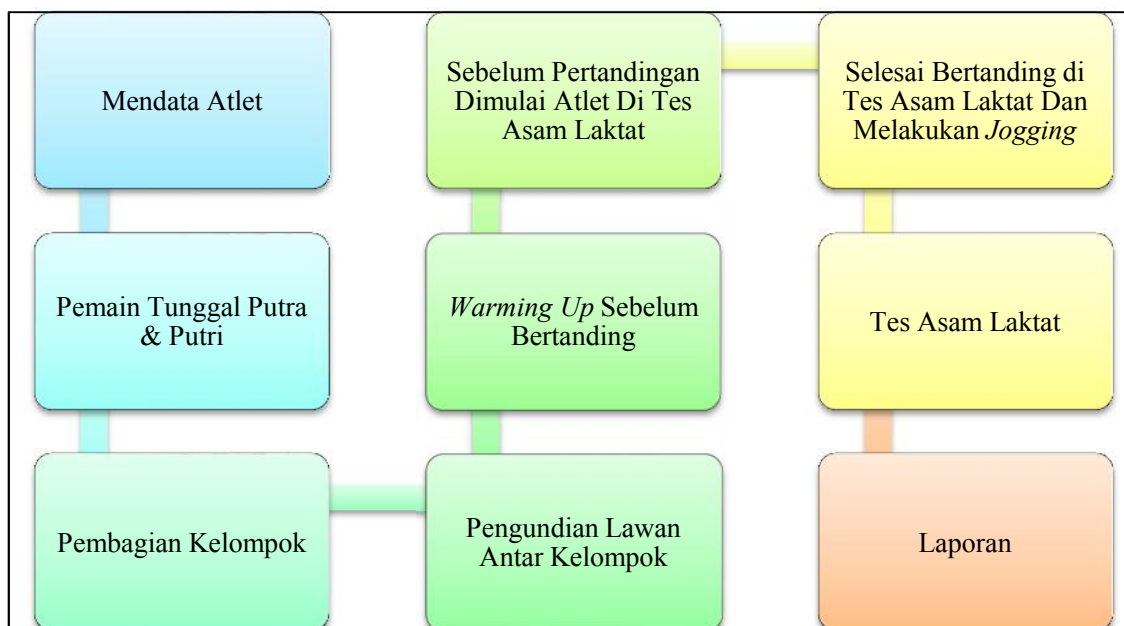 Mendata Atlet
Pemain Tunggal Putra
& Putri
Pembagian Kelompok
Pengundian Lawan
Antar Kelompok
Warming Up Sebelum
Bertanding
Sebelum Pertandingan
Dimulai Atlet Di Tes
Asam Laktat
Selesai Bertanding di
Tes Asam Laktat Dan
Melakukan Jogging
Tes Asam Laktat
Laporan